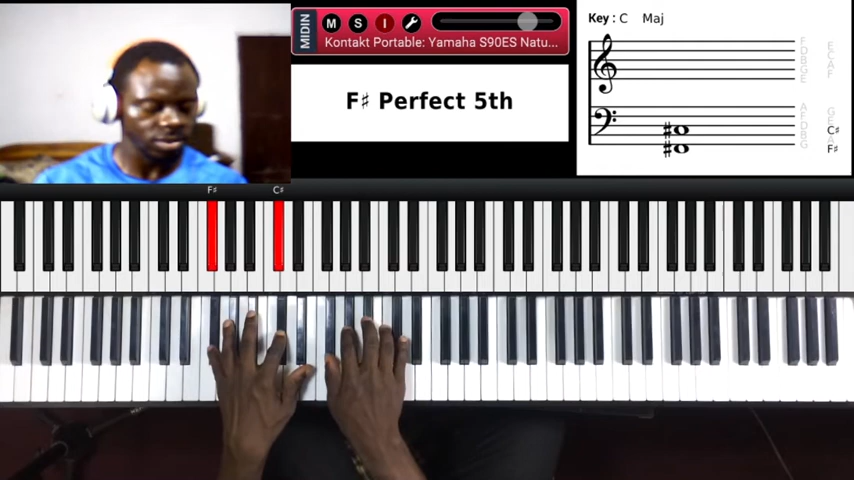 MIDIN
M S I
Kontakt Portable: Yamaha S90ES Natu...
F♯ Perfect 5th
Key : C Maj
F
D
B
G
E
E
C
A
F
A
F
D
B
G
G
E
C♯
A
F♯
F♯ C♯